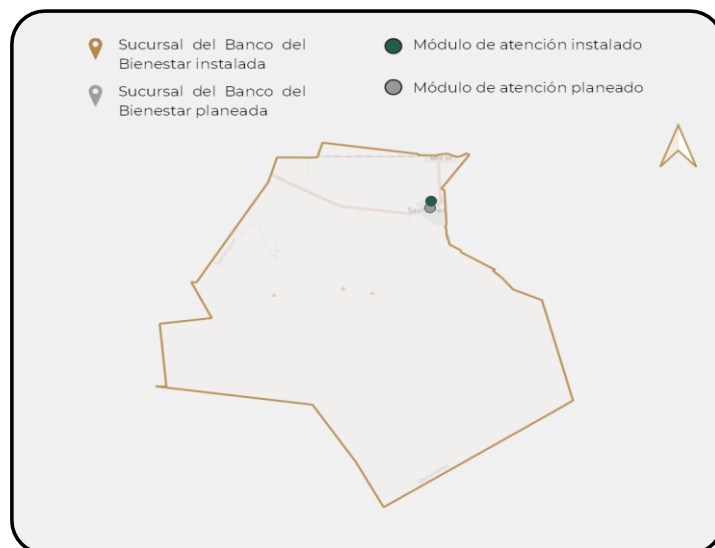 Sucursal del Banco del
Bienestar instalada
Sucursal del Banco del
Bienestar planeada
Módulo de atención instalado
Módulo de atención planeado